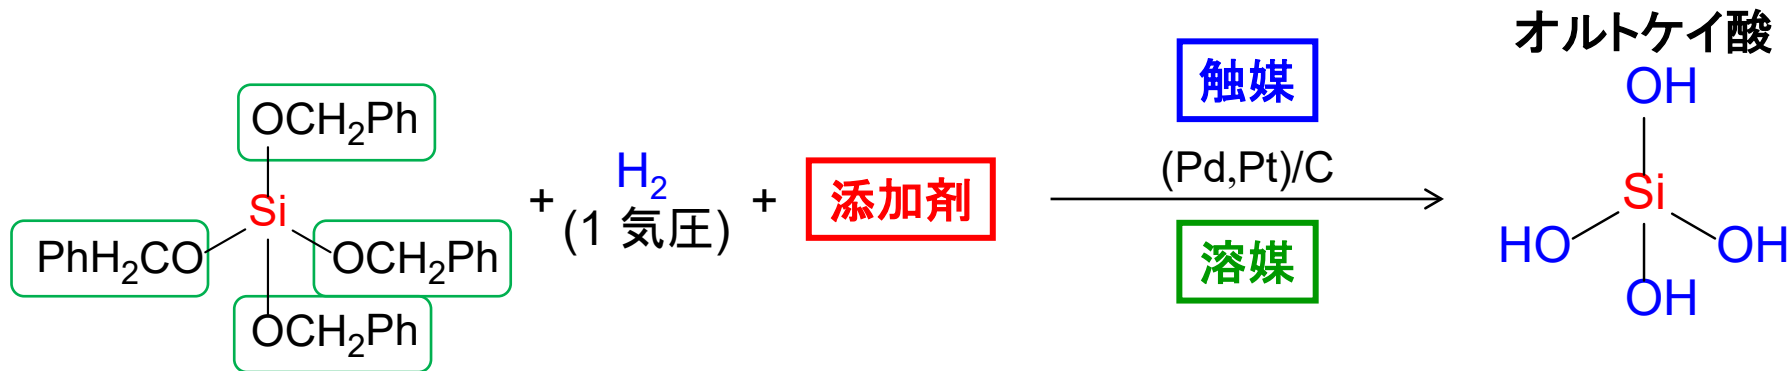 OCH₂Ph
Si
PhH₂CO
OCH₂Ph
OCH₂Ph
+
H₂
(1 気圧)
+
添加剤
触媒
(Pd,Pt)/C
溶媒
オルトケイ酸
OH
Si
HO
OH
OH